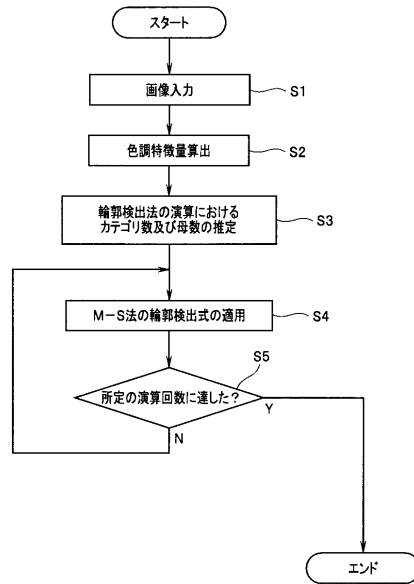 スタート
画像入力
S1
色調特徴量算出
S2
輪郭検出法の演算における
カテゴリ数及び母数の推定
S3
M-S法の輪郭検出式の適用
S4
所定の演算回数に達した?
S5
Y
N
エンド